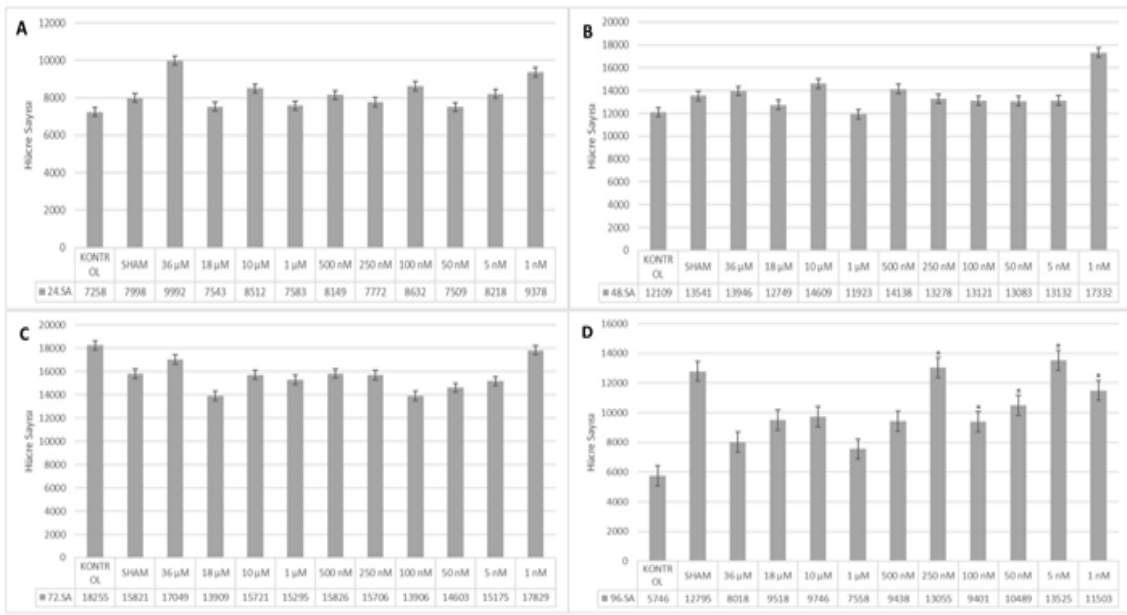 A
12000
10000
8000
6000
4000
2000
0
Hücre Sayısı
KONTR OL SHAM 36 µM 18 µM 10 µM 1 µM 500 nM 250 nM 100 nM 50 nM 5 nM 1 nM
24.SA 7258 7998 9992 7543 8512 7583 8149 7772 8632 7509 8218 9378
B
20000
18000
16000
14000
12000
10000
8000
6000
4000
2000
0
Hücre Sayısı
KONTR OL SHAM 36 µM 18 µM 10 µM 1 µM 500 nM 250 nM 100 nM 50 nM 5 nM 1 nM
48.SA 12109 13541 13946 12749 14609 11923 14138 13278 13121 13083 13132 17332
C
20000
18000
16000
14000
12000
10000
8000
6000
4000
2000
0
Hücre Sayısı
KONTR OL SHAM 36 µM 18 µM 10 µM 1 µM 500 nM 250 nM 100 nM 50 nM 5 nM 1 nM
72.SA 18255 15821 17049 13909 15721 15295 15826 15706 13906 14603 15175 17829
D
16000
14000
12000
10000
8000
6000
4000
2000
0
Hücre Sayısı
* * * * *
KONTR OL SHAM 36 µM 18 µM 10 µM 1 µM 500 nM 250 nM 100 nM 50 nM 5 nM 1 nM
96.SA 5746 12795 8018 9518 9746 7558 9438 13055 9401 10489 13525 11503